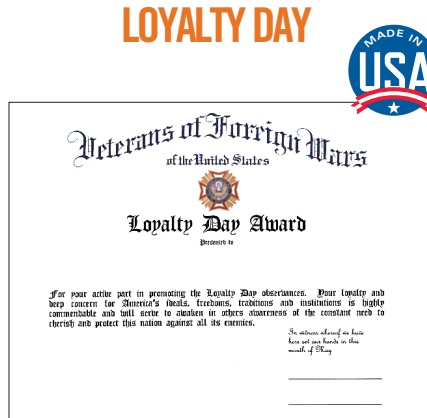 LOYALTY DAY
MADE IN
USA
Veterans of Foreign Wars
of the United States
Loyalty Day Award
Presented to
For your active part in promoting the Loyalty Day observances. Your loyalty and
deep concern for America's ideals, freedoms, traditions and institutions is highly
commendable and will serve to awaken in others awareness of the constant need to
cherish and protect this nation against all its enemies.
In witness whereof we have
here set our hands in this
month of May